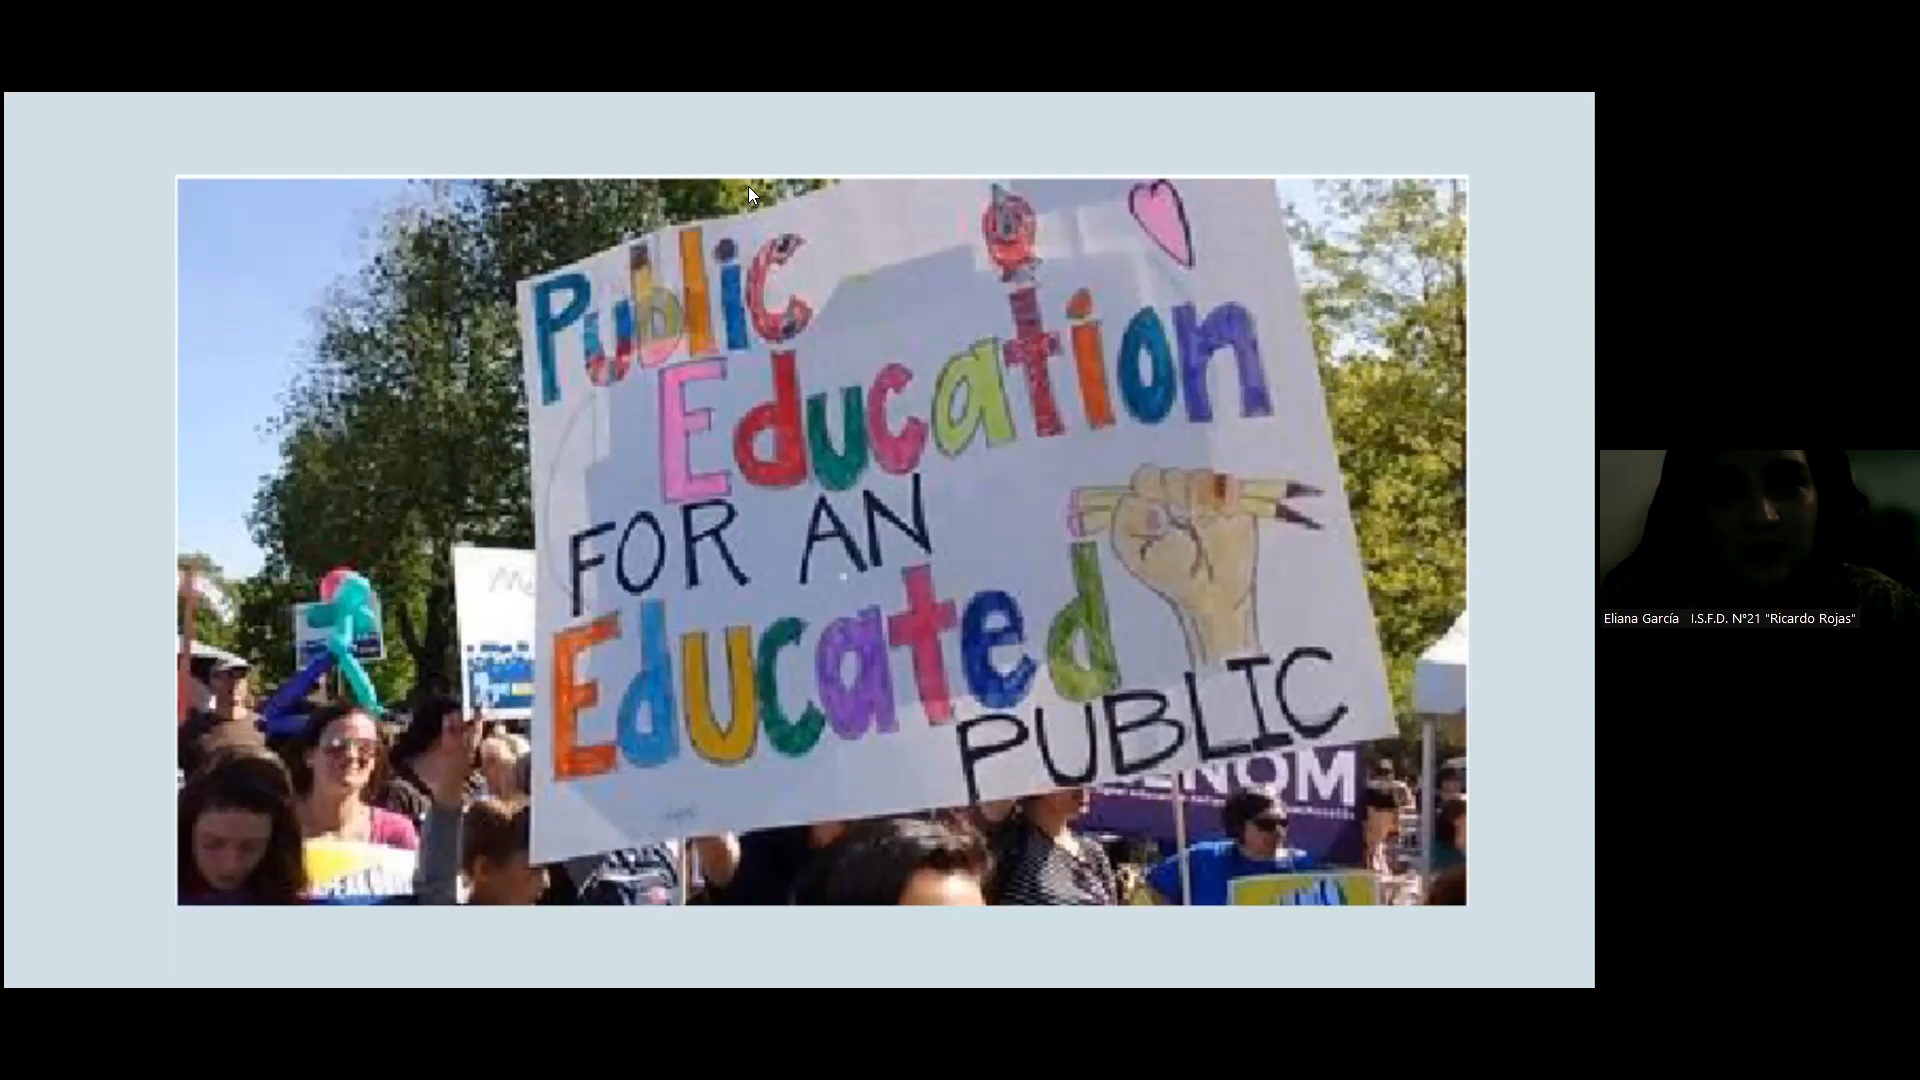 Public
Education
FOR AN
Educated
PUBLIC
Eliana García I.S.F.D. N°21 "Ricardo Rojas"